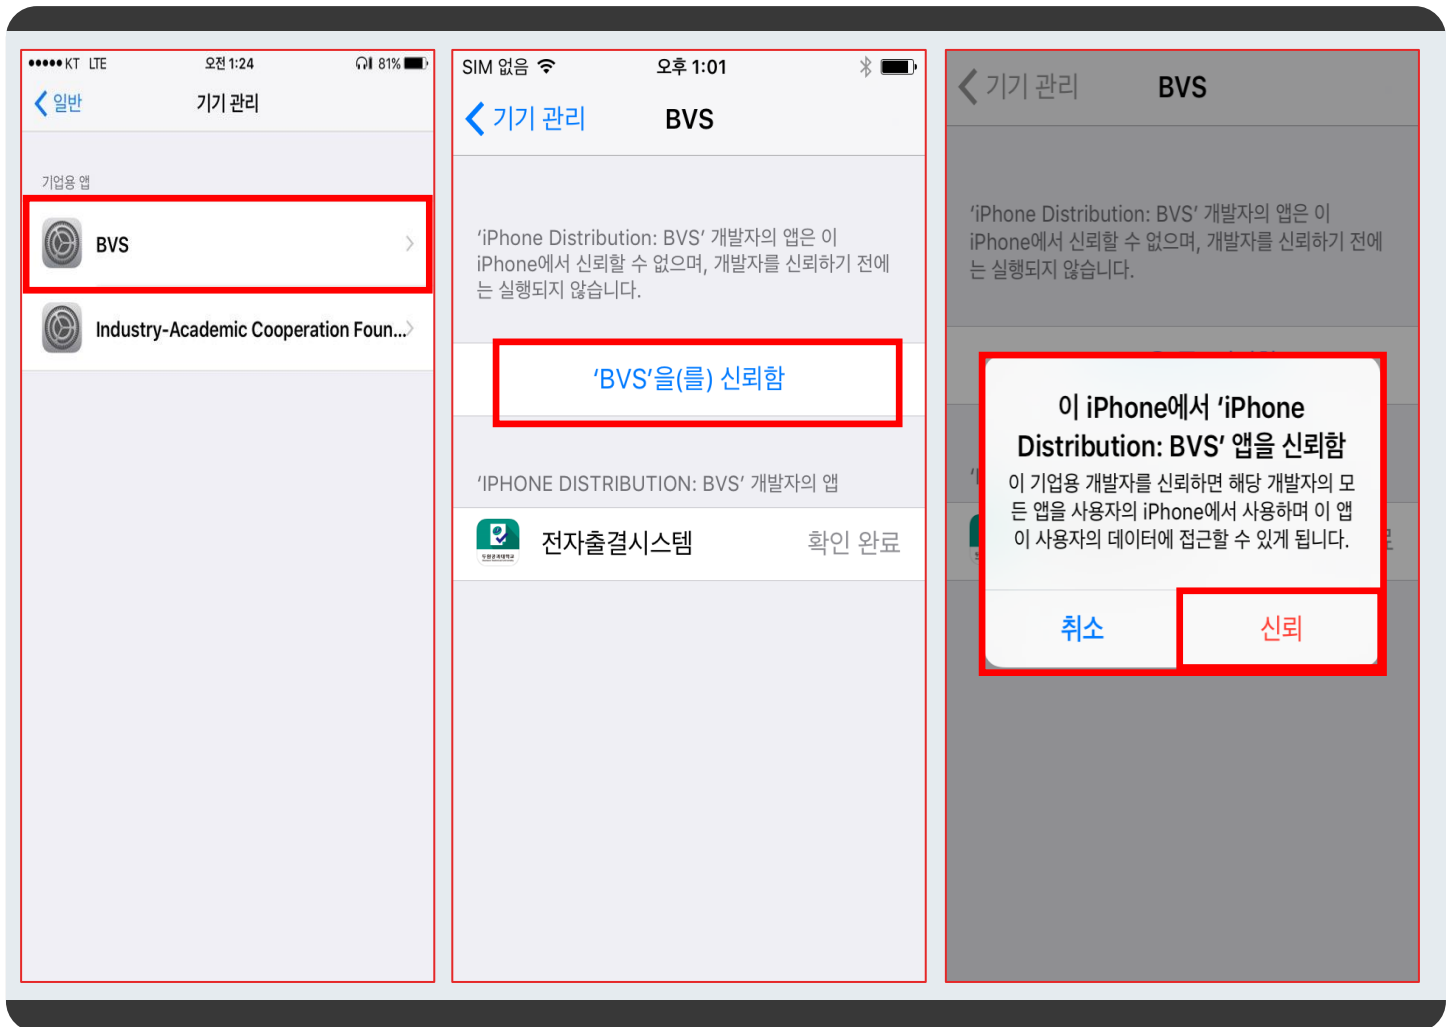 KT LTE
오전 1:24
81%
일반
기기 관리
기업용 앱
BVS
Industry-Academic Cooperation Foun...
SIM 없음
오후 1:01
기기 관리
BVS
‘iPhone Distribution: BVS’ 개발자의 앱은 이
iPhone에서 신뢰할 수 없으며, 개발자를 신뢰하기 전에
는 실행되지 않습니다.
‘BVS’을(를) 신뢰함
‘IPHONE DISTRIBUTION: BVS’ 개발자의 앱
전자출결시스템
확인 완료
기기 관리
BVS
‘iPhone Distribution: BVS’ 개발자의 앱은 이
iPhone에서 신뢰할 수 없으며, 개발자를 신뢰하기 전에
는 실행되지 않습니다.
이 iPhone에서 ‘iPhone
Distribution: BVS’ 앱을 신뢰함
이 기업용 개발자를 신뢰하면 해당 개발자의 모
든 앱을 사용자의 iPhone에서 사용하며 이 앱
이 사용자의 데이터에 접근할 수 있게 됩니다.
취소
신뢰